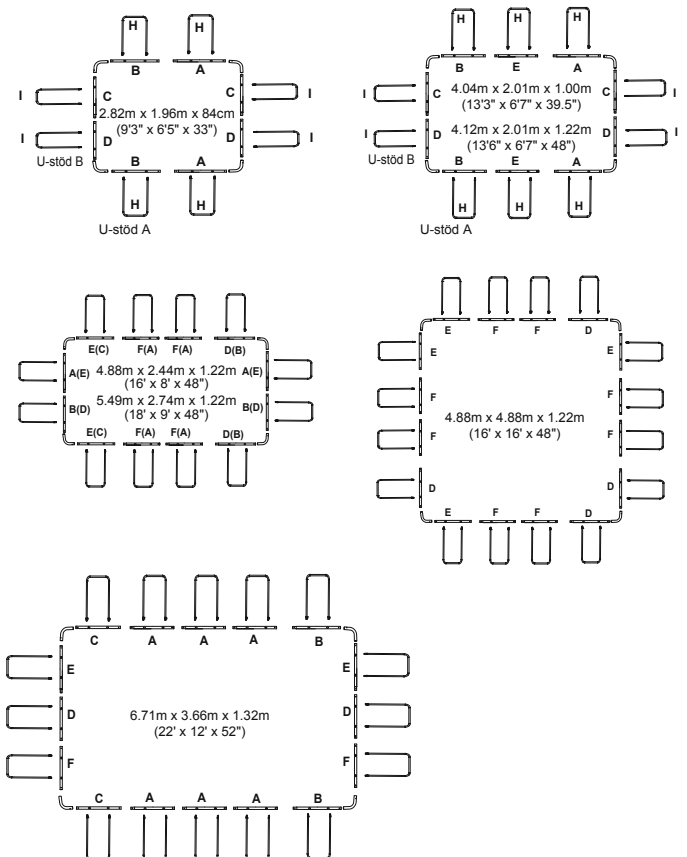 H H
B A
I C C I
2.82m x 1.96m x 84cm
(9'3" x 6'5" x 33")
I D D I
U-stöd B
B A
H H
U-stöd A
H H H
B E A
I C C I
4.04m x 2.01m x 1.00m
(13'3" x 6'7" x 39.5")
I D D I
4.12m x 2.01m x 1.22m
(13'6" x 6'7" x 48")
U-stöd B
B E A
H H H
U-stöd A
E(C) F(A) F(A) D(B)
A(E) 4.88m x 2.44m x 1.22m A(E)
(16' x 8' x 48")
5.49m x 2.74m x 1.22m
B(D) (18' x 9' x 48") B(D)
E(C) F(A) F(A) D(B)
E F F D
E E
F F
4.88m x 4.88m x 1.22m
(16' x 16' x 48")
F F
D D
E F F D
C A A A B
E E
D D
6.71m x 3.66m x 1.32m
(22' x 12' x 52")
F F
C A A A B